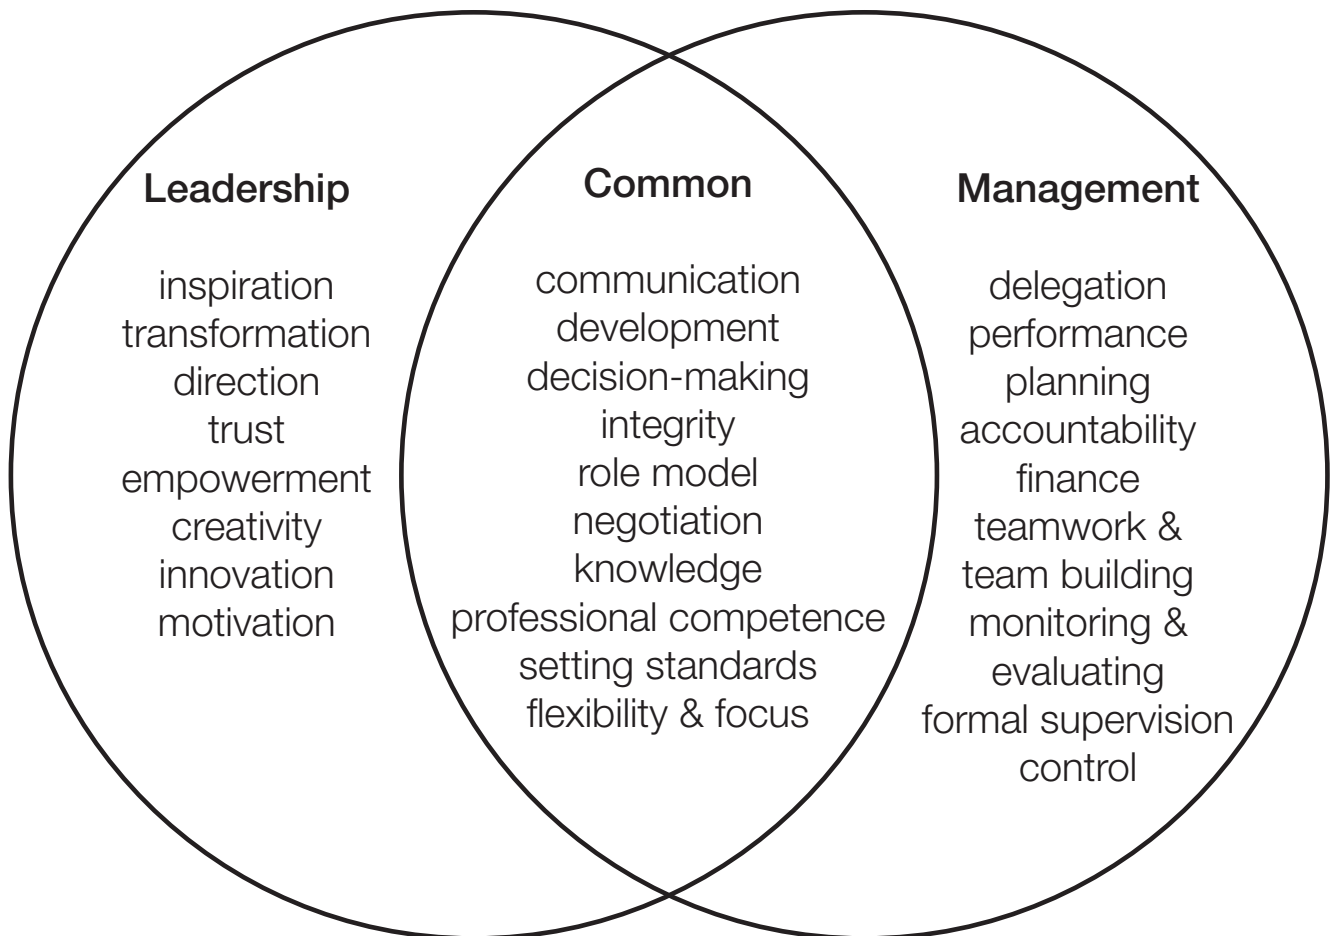 Leadership
inspiration
transformation
direction
trust
empowerment
creativity
innovation
motivation
Common
communication
development
decision-making
integrity
role model
negotiation
knowledge
professional competence
setting standards
flexibility & focus
Management
delegation
performance
planning
accountability
finance
teamwork &
team building
monitoring &
evaluating
formal supervision
control